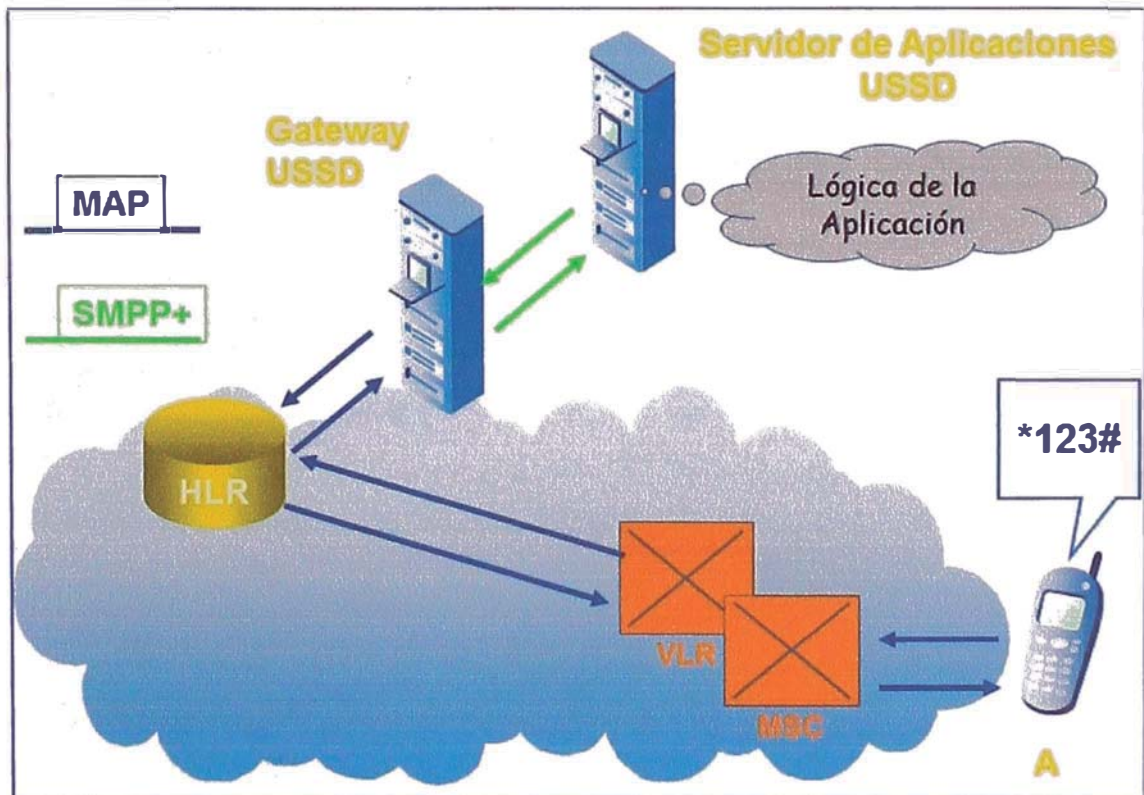 Servidor de Aplicaciones
USSD
Gateway
USSD
Lógica de la
Aplicación
MAP
SMPP+
*123#
HLR
VLR
MSC
A